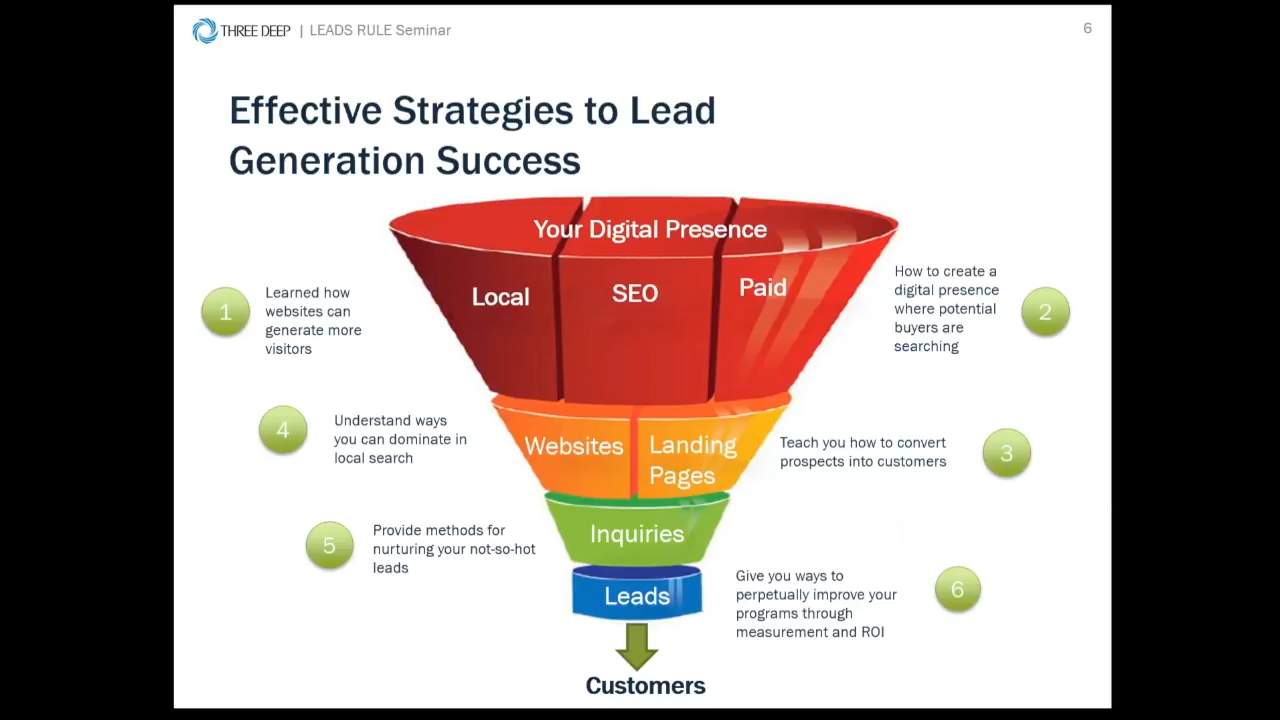 THREE DEEP | LEADS RULE Seminar
6
Effective Strategies to Lead
Generation Success
Your Digital Presence
Local
SEO
Paid
1
Learned how
websites can
generate more
visitors
How to create a
digital presence
where potential
buyers are
searching
2
4
Understand ways
you can dominate in
local search
Websites
Landing
Pages
Teach you how to convert
prospects into customers
3
5
Provide methods for
nurturing your not-so-hot
leads
Inquiries
Leads
Give you ways to
perpetually improve your
programs through
measurement and ROI
6
Customers